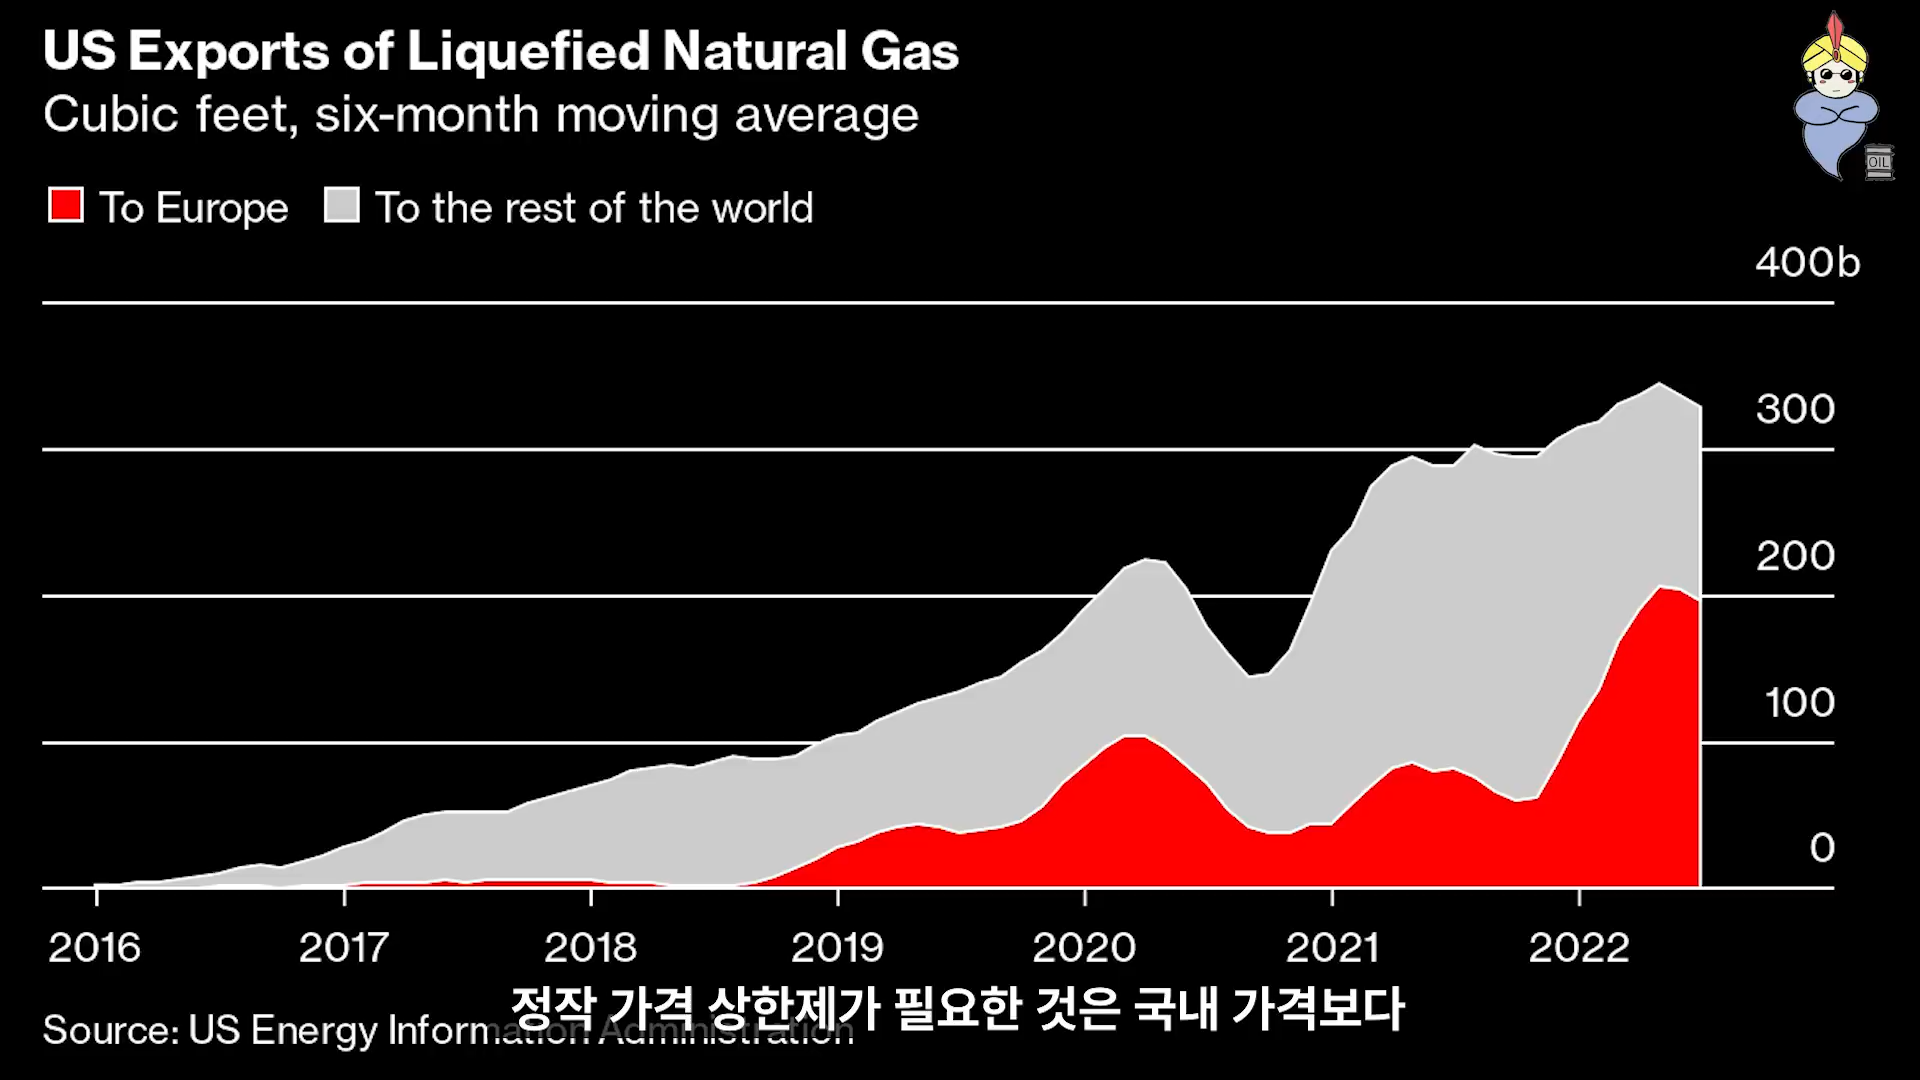 US Exports of Liquefied Natural Gas
Cubic feet, six-month moving average
To Europe To the rest of the world
400b
300
200
100
0
2016 2017 2018 2019 2020 2021 2022
정작 가격 상한제가 필요한 것은 국내 가격보다
Source: US Energy Information Administration
OIL